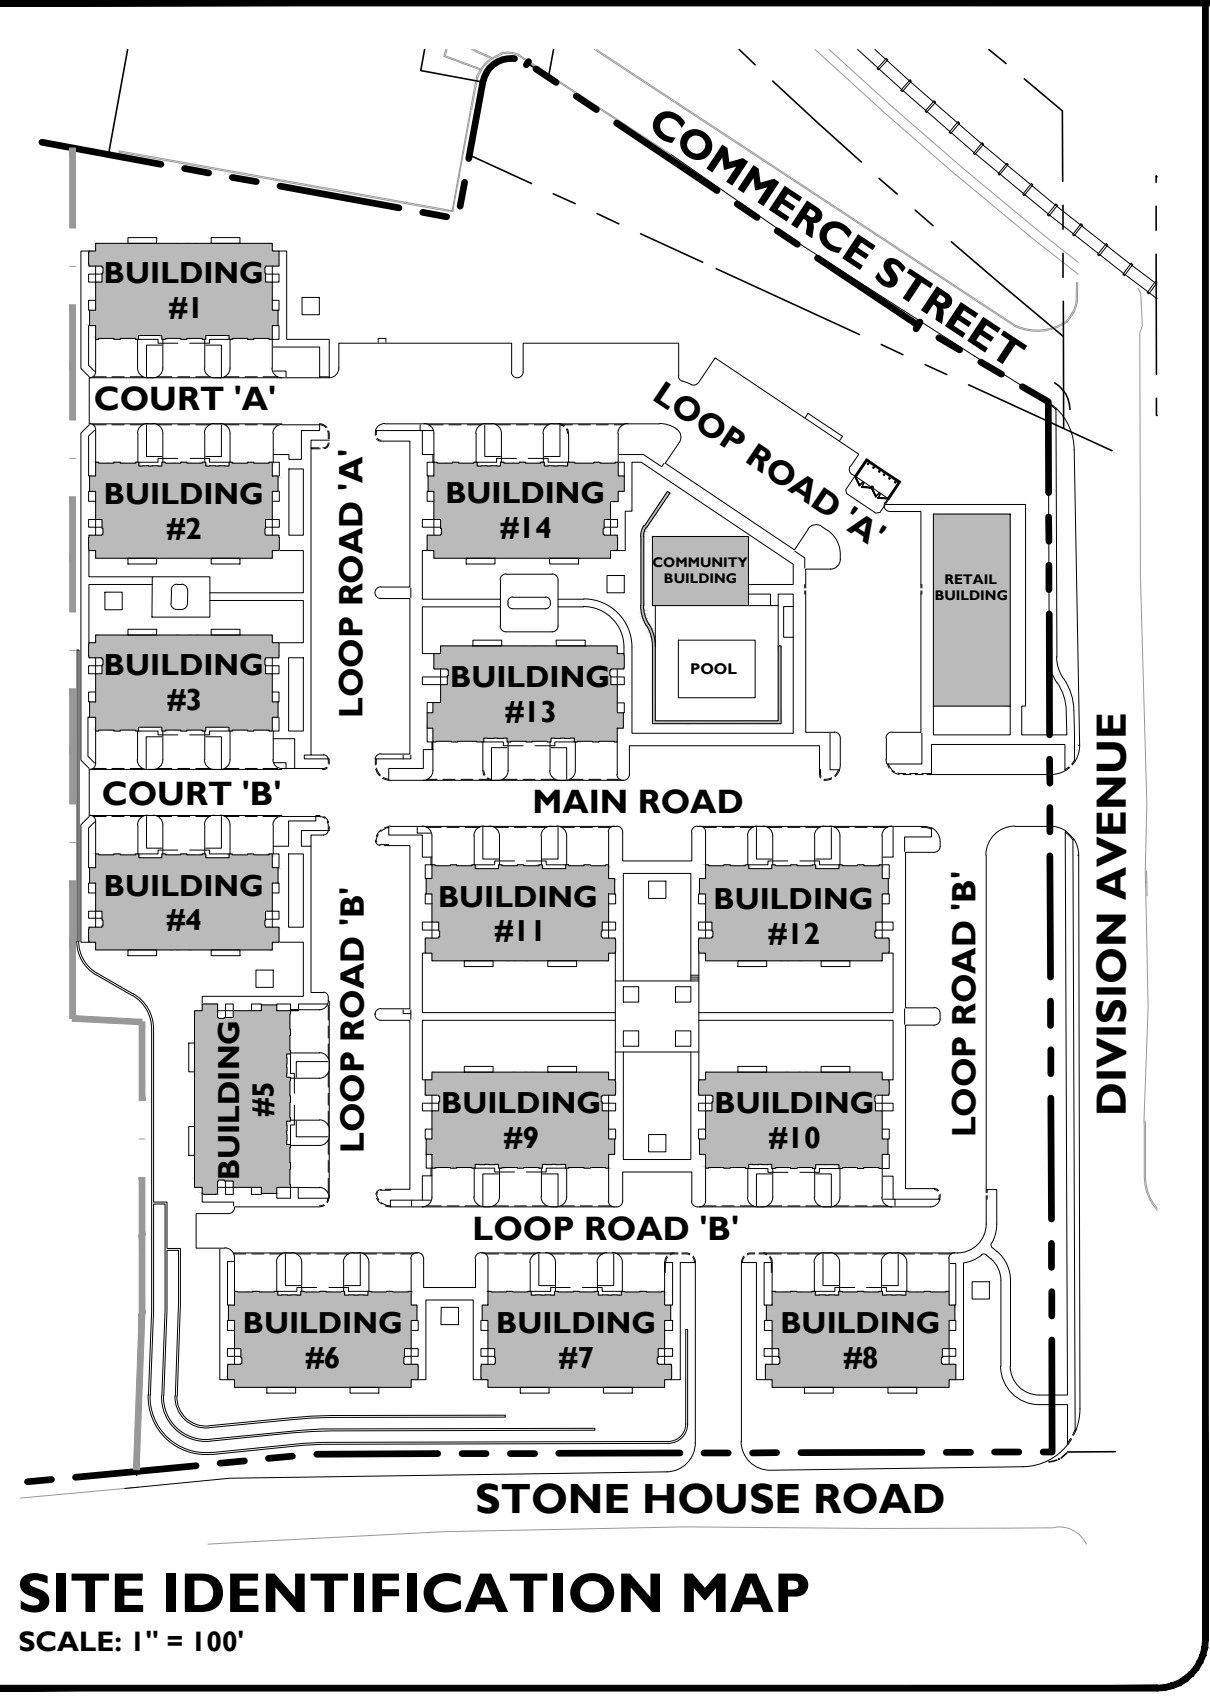 COMMERCE STREET
BUILDING
#1
COURT 'A'
LOOP ROAD 'A'
BUILDING
#2
LOOP ROAD 'A'
BUILDING
#14
COMMUNITY
BUILDING
RETAIL
BUILDING
BUILDING
#3
BUILDING
#13
POOL
COURT 'B'
MAIN ROAD
DIVISION AVENUE
BUILDING
#4
LOOP ROAD 'B'
BUILDING
#11
BUILDING
#12
LOOP ROAD 'B'
BUILDING
#5
BUILDING
#9
BUILDING
#10
LOOP ROAD 'B'
BUILDING
#6
BUILDING
#7
BUILDING
#8
STONE HOUSE ROAD
SITE IDENTIFICATION MAP
SCALE: 1" = 100'